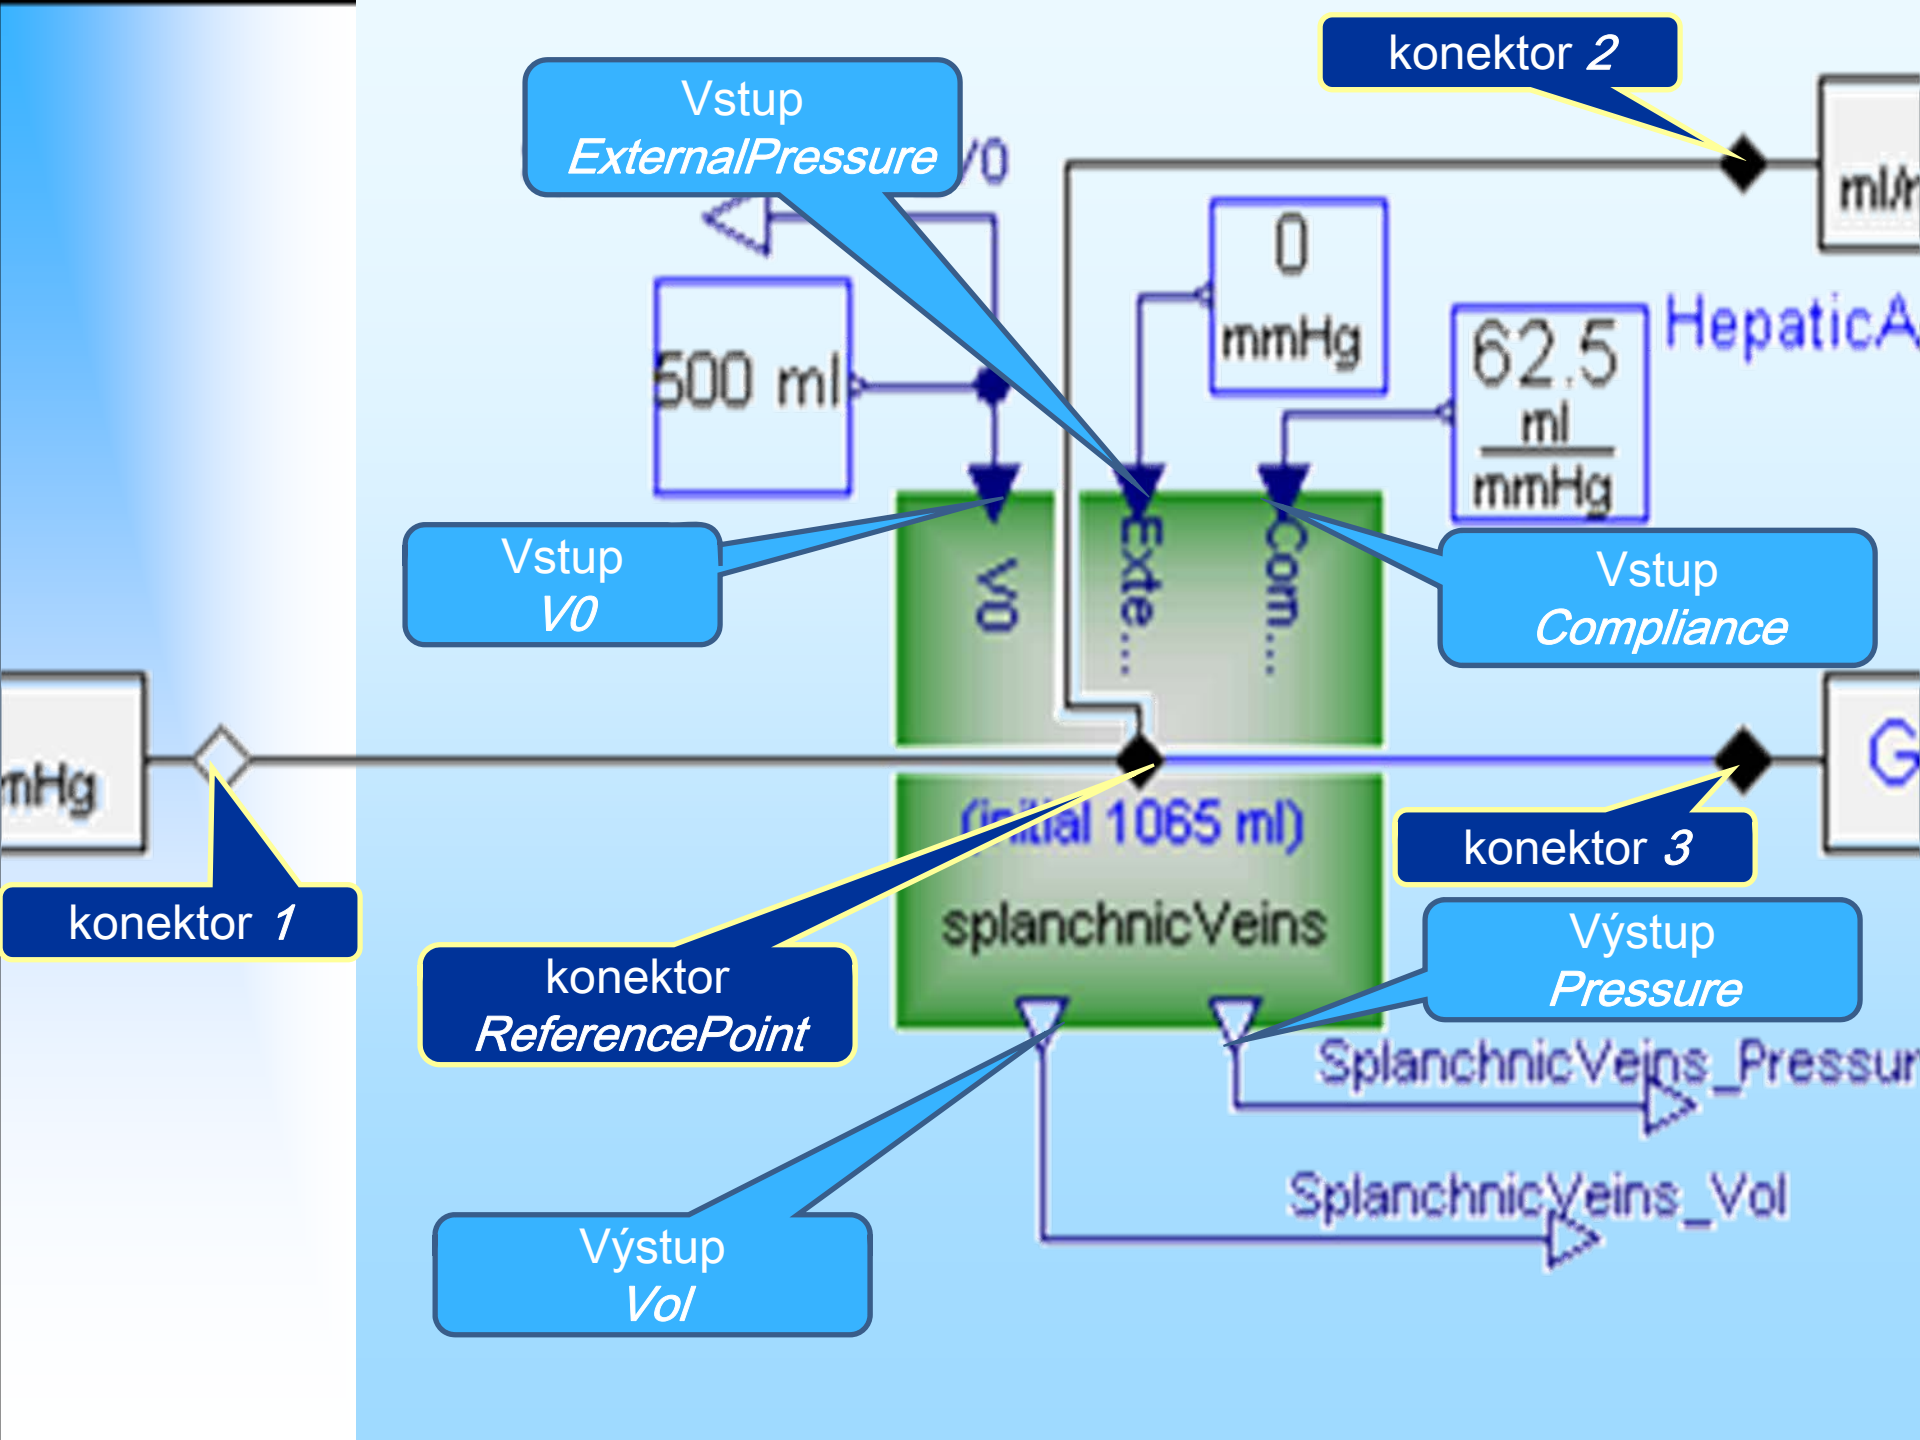 konektor 2
Vstup
ExternalPressure
V0
0
mmHg
500 ml
62.5
ml
mmHg
HepaticA
Vstup
V0
V0
Exte...
Com...
Vstup
Compliance
mHg
G
(initial 1065 ml)
konektor 3
konektor 1
splanchnicVeins
konektor
ReferencePoint
Výstup
Pressure
SplanchnicVeins_Pressur
SplanchnicVeins_Vol
Výstup
Vol